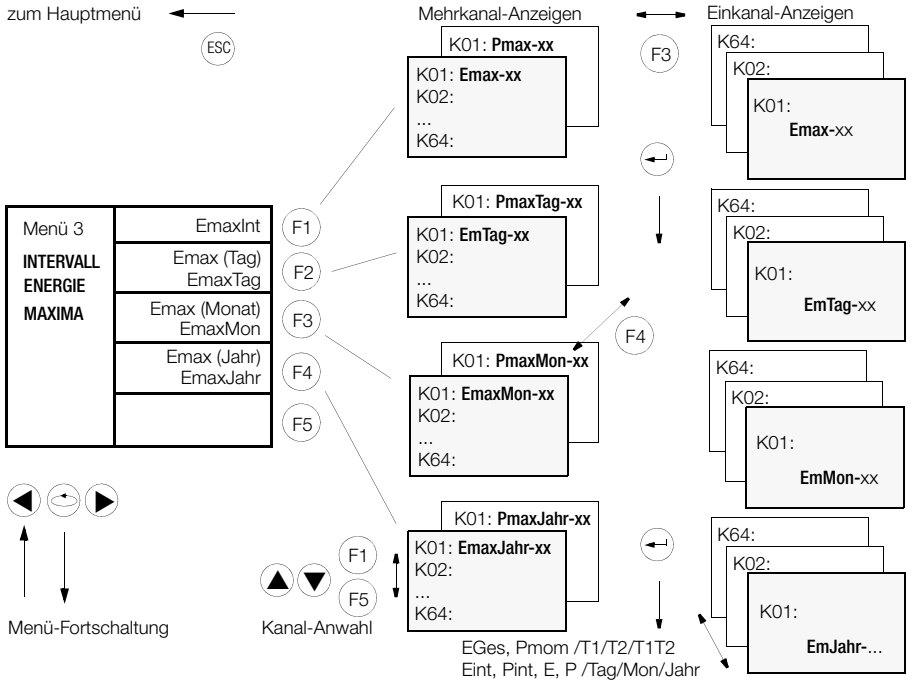 zum Hauptmenü
ESC
Mehrkanal-Anzeigen
Einkanal-Anzeigen
F3
K01: Pmax-xx
K01: Emax-xx
K02:
...
K64:
K64:
K02:
K01:
Emax-xx
Menü 3
INTERVALL
ENERGIE
MAXIMA
EmaxInt
Emax (Tag)
EmaxTag
Emax (Monat)
EmaxMon
Emax (Jahr)
EmaxJahr
F1
F2
F3
F4
F5
K01: PmaxTag-xx
K01: EmTag-xx
K02:
...
K64:
K64:
K02:
K01:
EmTag-xx
F4
K01: PmaxMon-xx
K01: EmaxMon-xx
K02:
...
K64:
K64:
K02:
K01:
EmMon-xx
K01: PmaxJahr-xx
K01: EmaxJahr-xx
K02:
...
K64:
K64:
K02:
K01:
EmJahr-...
F1
F5
Menü-Fortschaltung
Kanal-Anwahl
EGes, Pmom /T1/T2/T1T2
Eint, Pint, E, P /Tag/Mon/Jahr